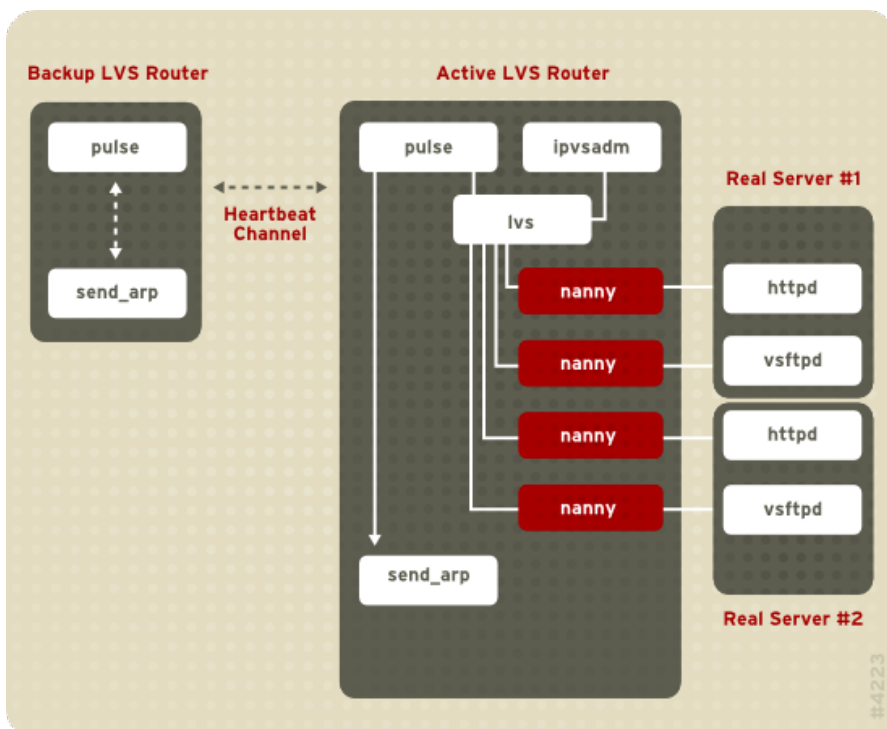 Backup LVS Router
pulse
send_arp
Heartbeat
Channel
Active LVS Router
pulse
ipvsadm
lvs
nanny
nanny
nanny
nanny
send_arp
Real Server #1
httpd
vsftpd
httpd
vsftpd
Real Server #2
#4223